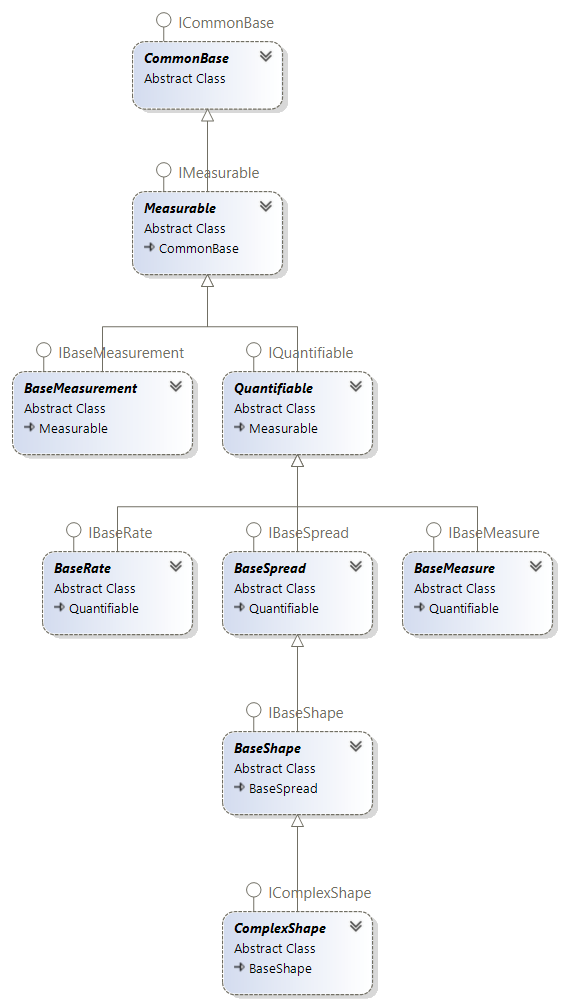 ICommonBase
CommonBase
Abstract Class
IMeasurable
Measurable
Abstract Class
CommonBase
IBaseMeasurement
BaseMeasurement
Abstract Class
Measurable
IQuantifiable
Quantifiable
Abstract Class
Measurable
IBaseRate
BaseRate
Abstract Class
Quantifiable
IBaseSpread
BaseSpread
Abstract Class
Quantifiable
IBaseMeasure
BaseMeasure
Abstract Class
Quantifiable
IBaseShape
BaseShape
Abstract Class
BaseSpread
IComplexShape
ComplexShape
Abstract Class
BaseShape